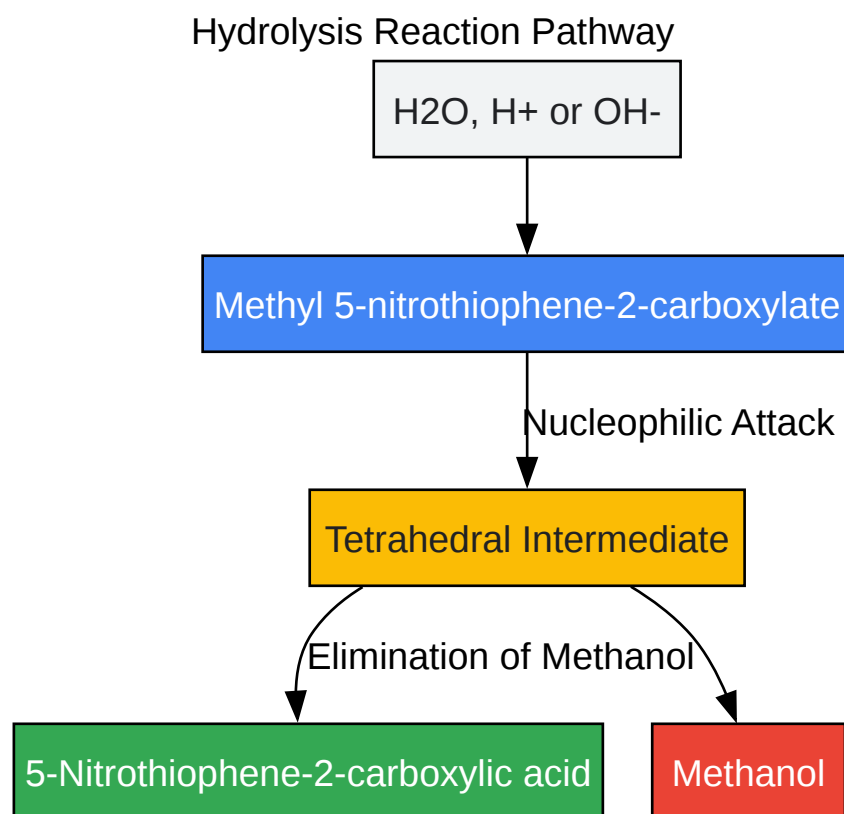 Hydrolysis Reaction Pathway
H2O, H+ or OH-
Methyl 5-nitrothiophene-2-carboxylate
Nucleophilic Attack
Tetrahedral Intermediate
Elimination of Methanol
5-Nitrothiophene-2-carboxylic acid
Methanol